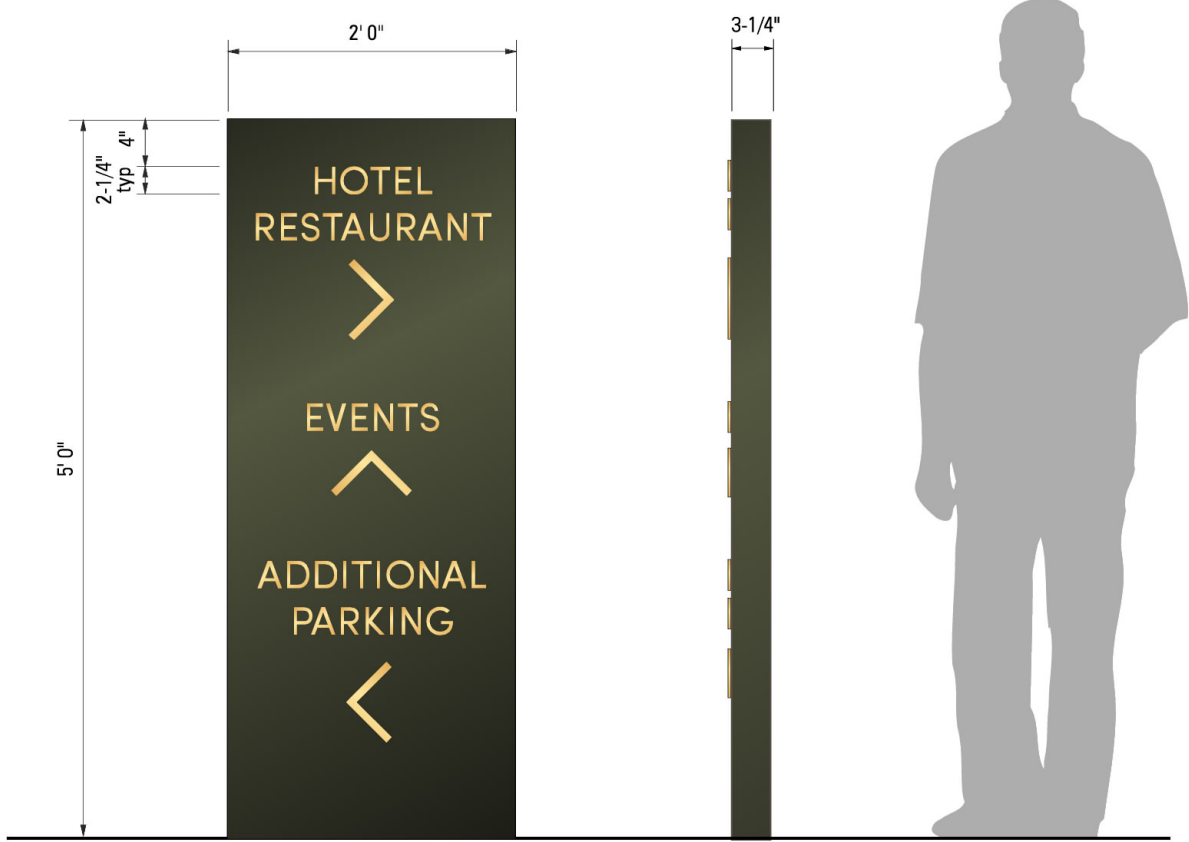 2' 0"
3-1/4"
4"
2-1/4"
typ
5' 0"
HOTEL
RESTAURANT
EVENTS
ADDITIONAL
PARKING